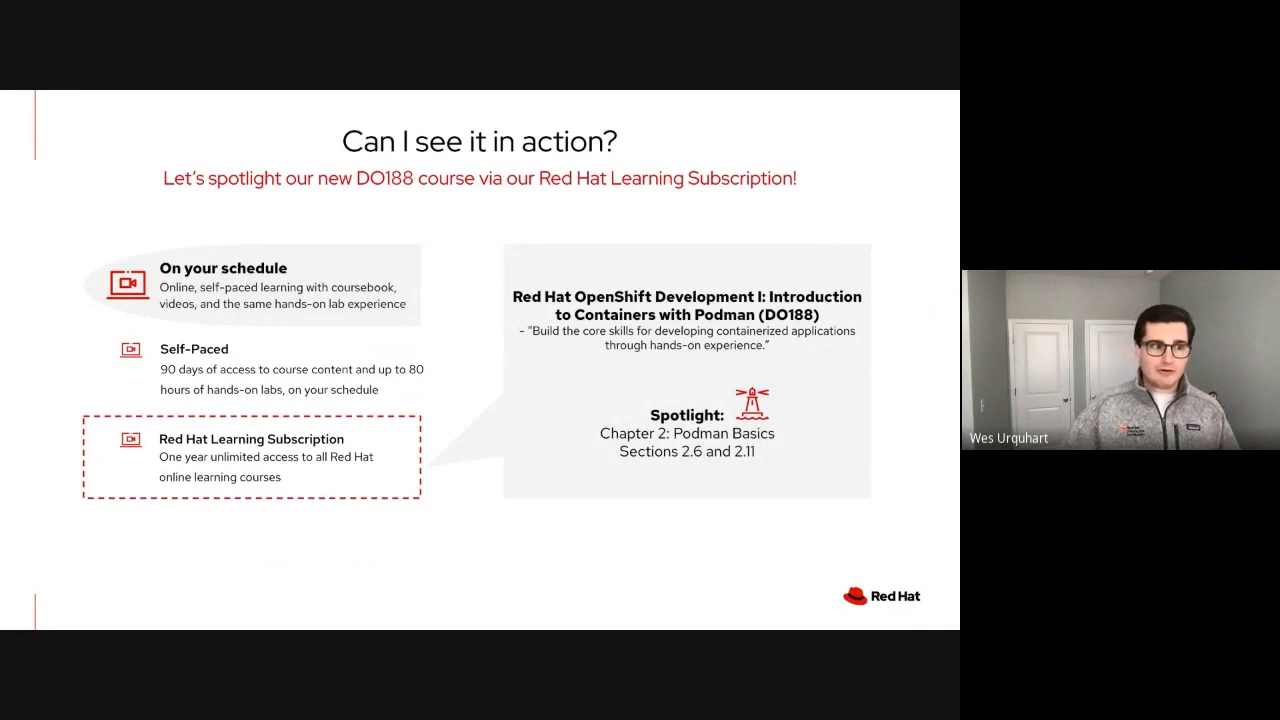 Can I see it in action?
Let's spotlight our new DO188 course via our Red Hat Learning Subscription!
On your schedule
Online, self-paced learning with coursebook,
videos, and the same hands-on lab experience
Self-Paced
90 days of access to course content and up to 80
hours of hands-on labs, on your schedule
Red Hat Learning Subscription
One year unlimited access to all Red Hat
online learning courses
Red Hat OpenShift Development I: Introduction
to Containers with Podman (DO188)
- "Build the core skills for developing containerized applications
through hands-on experience."
Spotlight:
Chapter 2: Podman Basics
Sections 2.6 and 2.11
Red Hat
Wes Urquhart